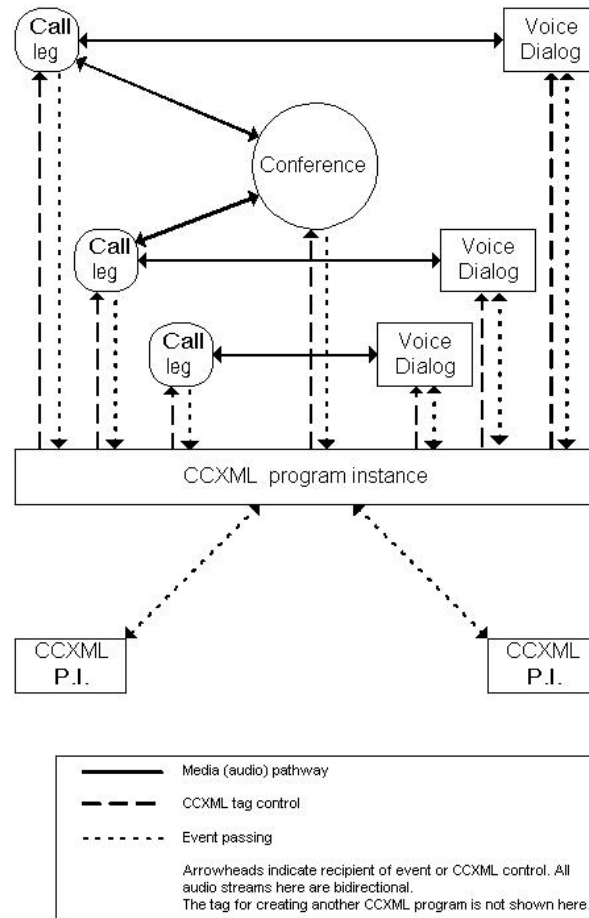 Call
leg
Voice
Dialog
Conference
Call
leg
Voice
Dialog
Call
leg
Voice
Dialog
CCXML program instance
CCXML
P.I.
CCXML
P.I.
Media (audio) pathway
CCXML tag control
Event passing
Arrowheads indicate recipient of event or CCXML control. All
audio streams here are bidirectional.
The tag for creating another CCXML program is not shown here.